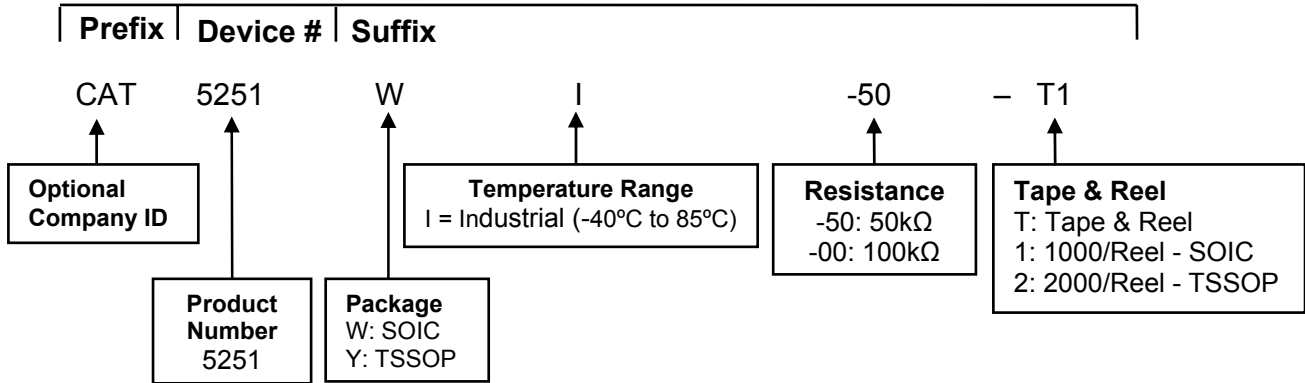 Prefix Device # Suffix
CAT 5251 W I -50 – T1
Optional
Company ID
Product
Number
5251
Package
W: SOIC
Y: TSSOP
Temperature Range
I = Industrial (-40ºC to 85ºC)
Resistance
-50: 50kΩ
-00: 100kΩ
Tape & Reel
T: Tape & Reel
1: 1000/Reel - SOIC
2: 2000/Reel - TSSOP